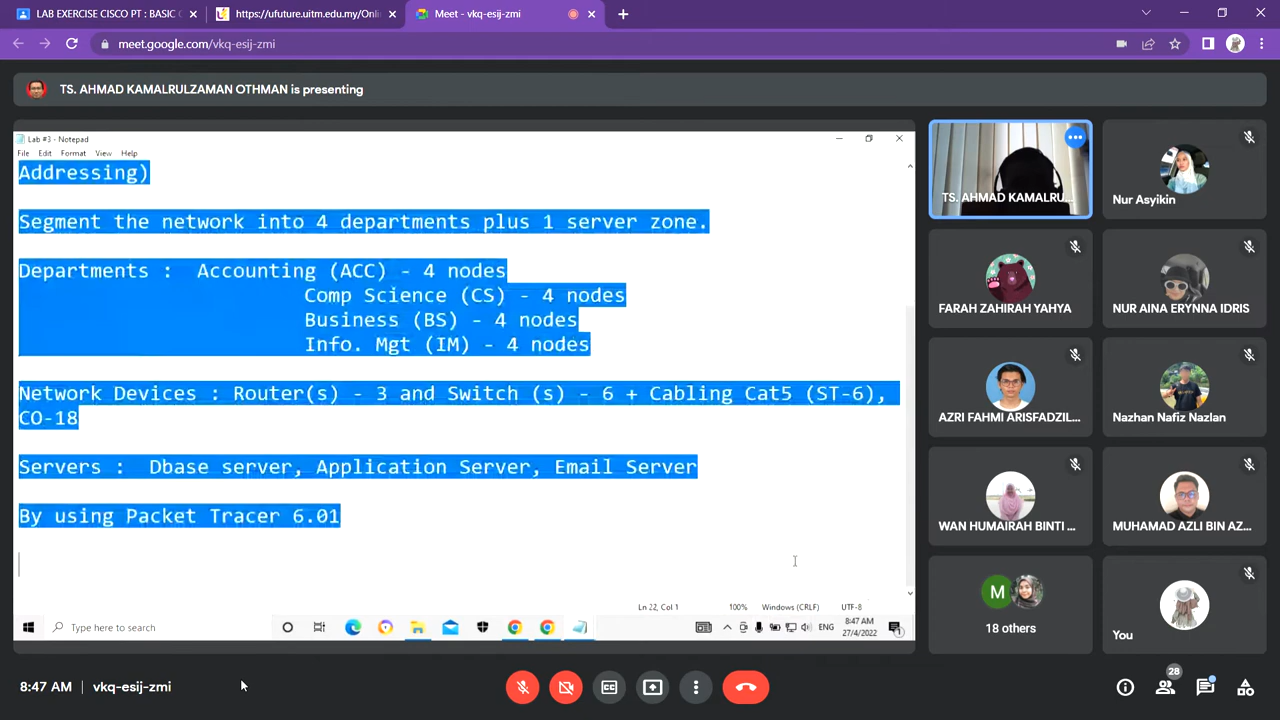 LAB EXERCISE CISCO PT : BASIC C
https://ufuture.uitm.edu.my/Onli
Meet - vkq-esij-zmi
meet.google.com/vkq-esij-zmi
TS. AHMAD KAMALRULZAMAN OTHMAN is presenting
Lab #3 - Notepad
File Edit Format View Help
Addressing)
Segment the network into 4 departments plus 1 server zone.
Departments : Accounting (ACC) - 4 nodes
Comp Science (CS) - 4 nodes
Business (BS) - 4 nodes
Info. Mgt (IM) - 4 nodes
Network Devices : Router(s) - 3 and Switch (s) - 6 + Cabling Cat5 (ST-6),
CO-18
Servers : Dbase server, Application Server, Email Server
By using Packet Tracer 6.01
Ln 22, Col 1 100% Windows (CRLF) UTF-8
Type here to search
ENG
8:47 AM
27/4/2022
1
TS. AHMAD KAMALRU...
Nur Asyikin
FARAH ZAHIRAH YAHYA
NUR AINA ERYNNA IDRIS
AZRI FAHMI ARISFADZIL...
Nazhan Nafiz Nazlan
WAN HUMAIRAH BINTI ...
MUHAMAD AZLI BIN AZ...
M
18 others
You
8:47 AM | vkq-esij-zmi
28